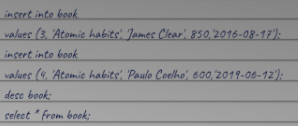 insert into book
values (3, 'Atomic habits', 'James Clear', 850,'2016-08-17');
insert into book
values (4, 'Atomic habits', 'Paulo Coelho', 600,'2019-06-12');
desc book;
select * from book;